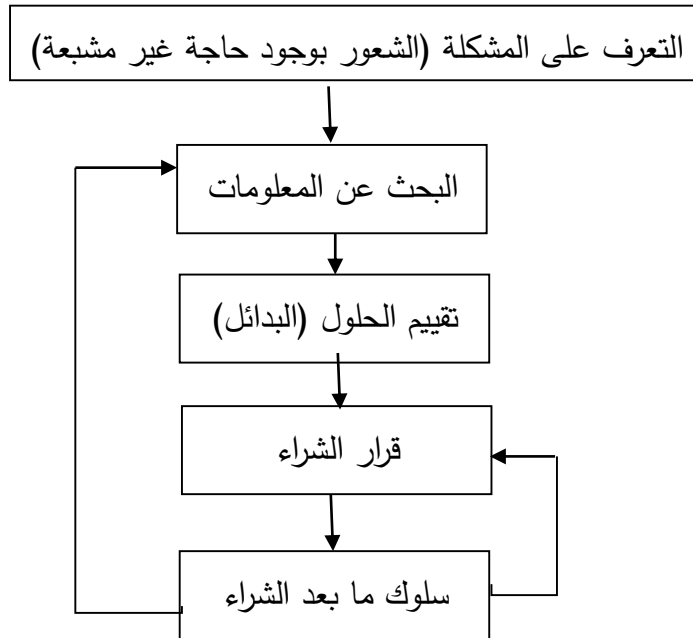 التعرف على المشكلة (الشعور بوجود حاجة غير مشبعة)
البحث عن المعلومات
تقييم الحلول (البدائل)
قرار الشراء
سلوك ما بعد الشراء